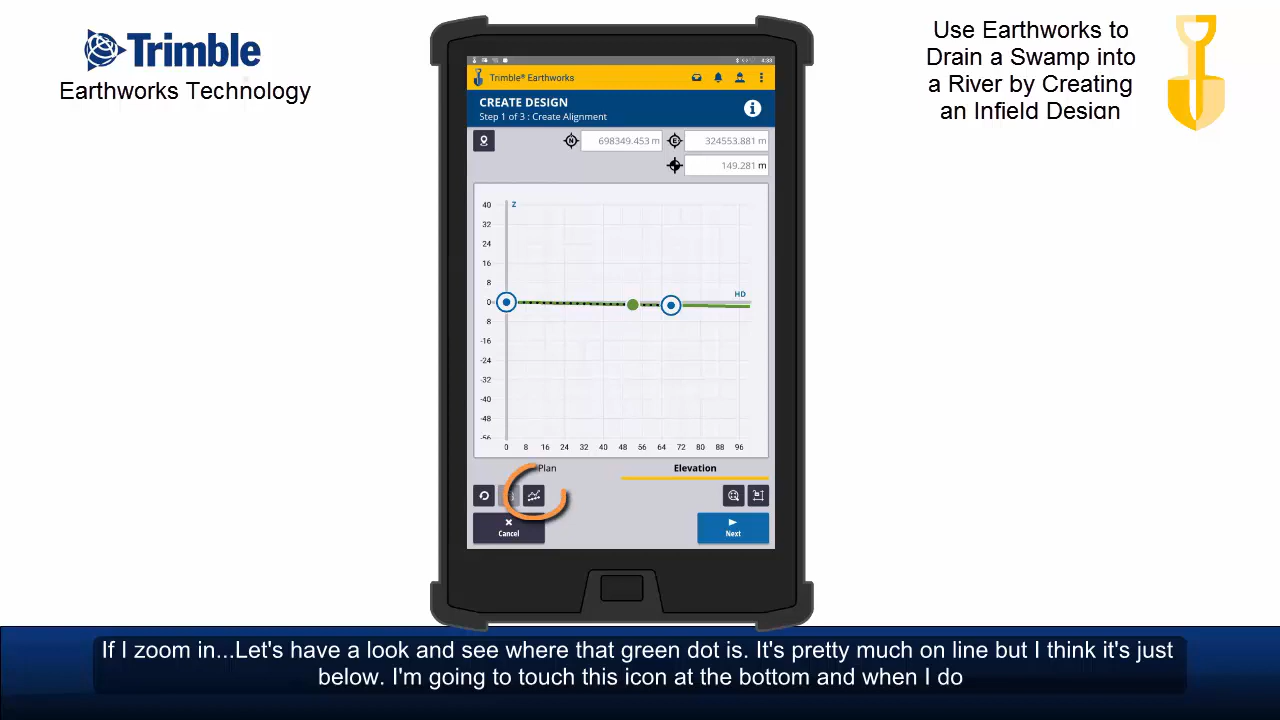 Trimble
Earthworks Technology
Use Earthworks to
Drain a Swamp into
a River by Creating
an Infield Design
4:33
Trimble® Earthworks
CREATE DESIGN
Step 1 of 3 : Create Alignment
N
698349.453 m
E
324553.881 m
149.281 m
Z
40
32
24
16
8
0
HD
8
-16
-24
-32
-40
-48
-56
0 8 16 24 32 40 48 56 64 72 80 88 96
Plan
Elevation
Cancel
Next
If I zoom in...Let's have a look and see where that green dot is. It's pretty much on line but I think it's just
below. I'm going to touch this icon at the bottom and when I do